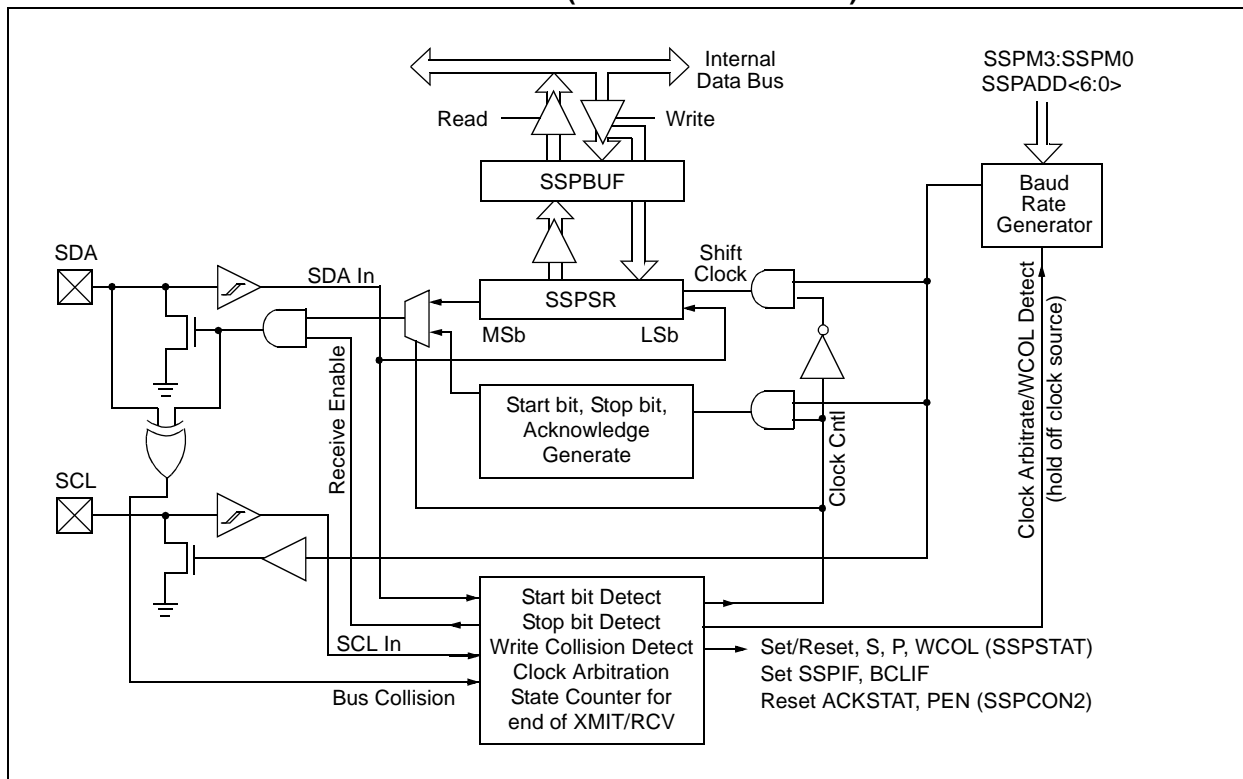 Internal
Data Bus
SSPM3:SSPM0
SSPADD<6:0>
Read
Write
SSPBUF
Baud
Rate
Generator
SDA
SDA In
Shift
Clock
SSPSR
MSb
LSb
Receive Enable
Start bit, Stop bit,
Acknowledge
Generate
Clock Cntl
Clock Arbitrate/WCOL Detect
(hold off clock source)
SCL
SCL In
Bus Collision
Start bit Detect
Stop bit Detect
Write Collision Detect
Clock Arbitration
State Counter for
end of XMIT/RCV
Set/Reset, S, P, WCOL (SSPSTAT)
Set SSPIF, BCLIF
Reset ACKSTAT, PEN (SSPCON2)